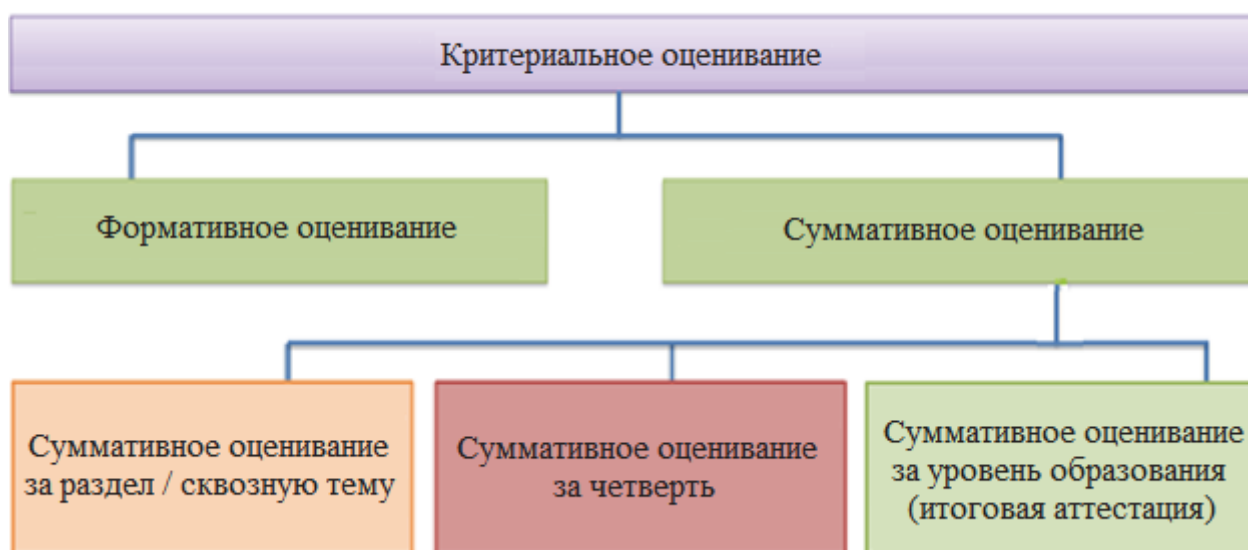 Критериальное оценивание
Формативное оценивание
Суммативное оценивание
Суммативное оценивание
за раздел / сквозную тему
Суммативное оценивание
за четверть
Суммативное оценивание
за уровень образования
(итоговая аттестация)